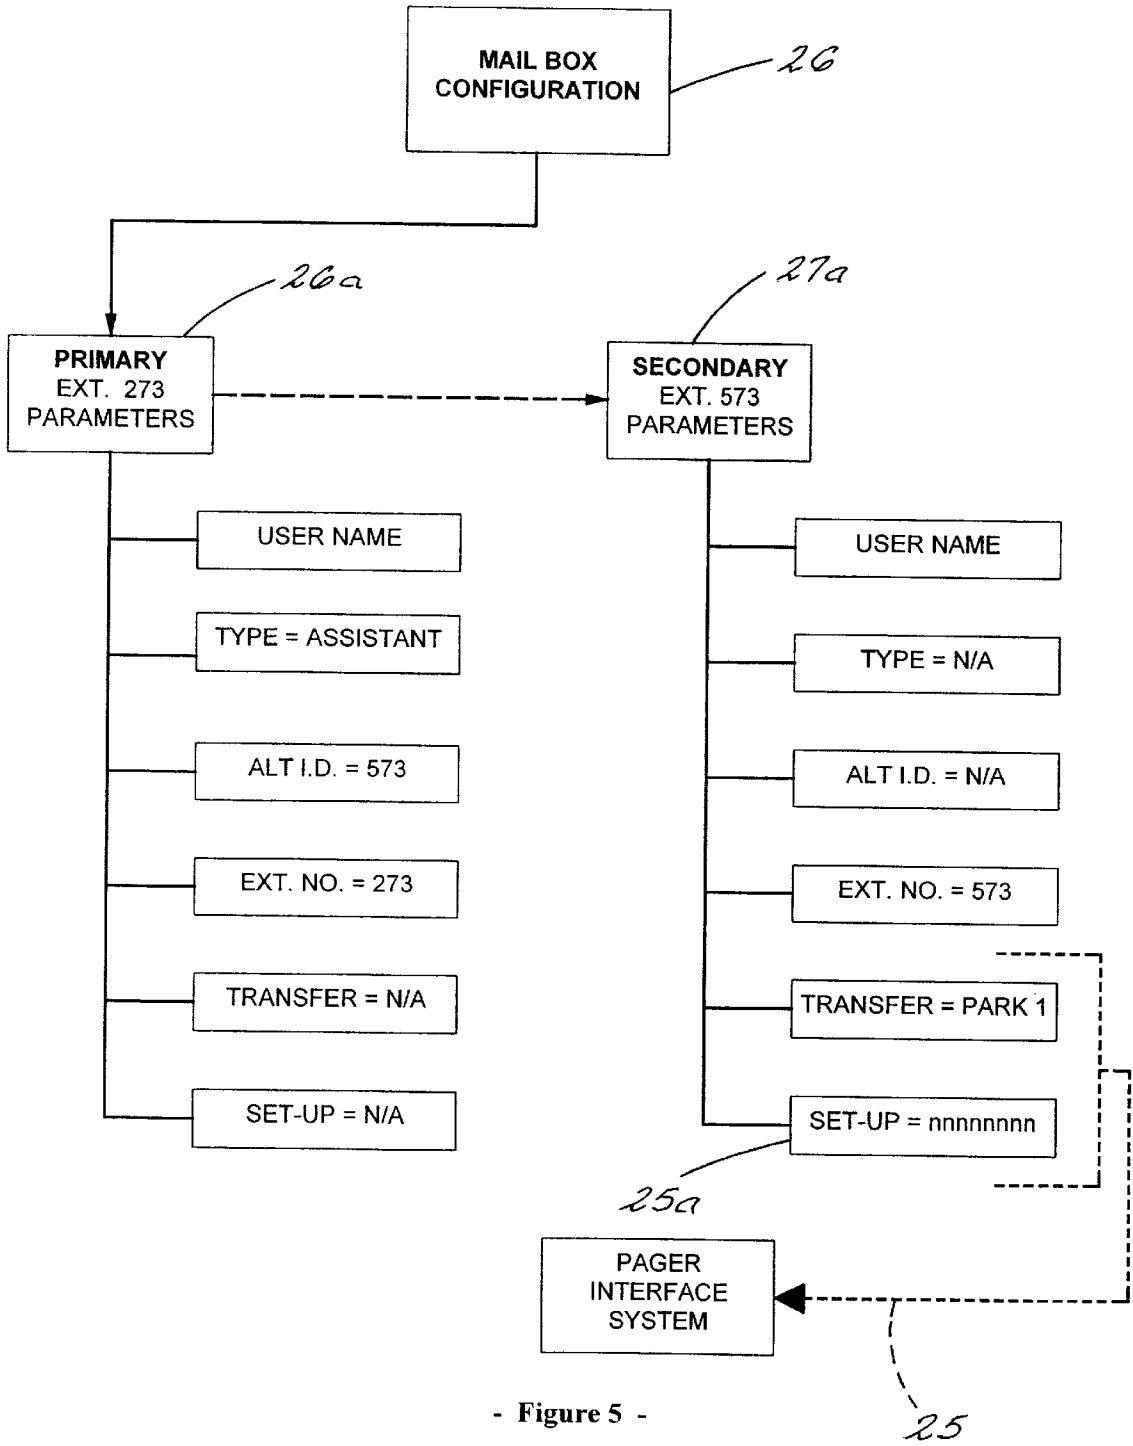 MAIL BOX
CONFIGURATION
26
26a
27a
PRIMARY
EXT. 273
PARAMETERS
SECONDARY
EXT. 573
PARAMETERS
USER NAME
TYPE = ASSISTANT
ALT I.D. = 573
EXT. NO. = 273
TRANSFER = N/A
SET-UP = N/A
USER NAME
TYPE = N/A
ALT I.D. = N/A
EXT. NO. = 573
TRANSFER = PARK 1
SET-UP = nnnnnnnn
25a
PAGER
INTERFACE
SYSTEM
25
- Figure 5 -